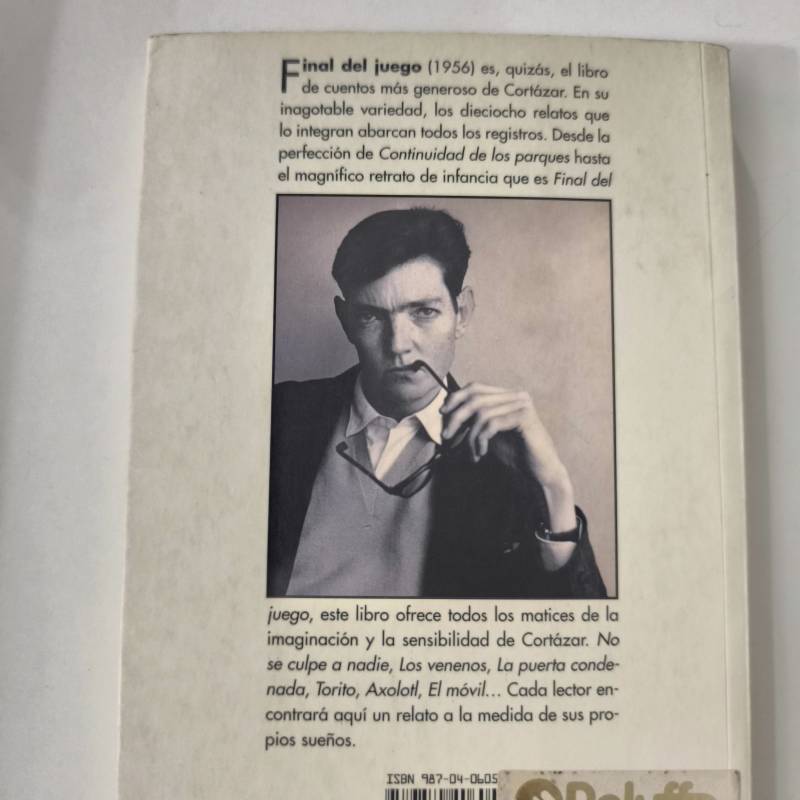 Final del juego (1956) es, quizás, el libro
de cuentos más generoso de Cortázar. En su
inagotable variedad, los dieciocho relatos que
lo integran abarcan todos los registros. Desde la
perfección de Continuidad de los parques hasta
el magnífico retrato de infancia que es Final del
juego, este libro ofrece todos los matices de la
imaginación y la sensibilidad de Cortázar. No
se culpe a nadie, Los venenos, La puerta conde-
nada, Torito, Axolotl, El móvil... Cada lector en-
contrará aquí un relato a la medida de sus pro-
pios sueños.
ISBN 987-04-0605